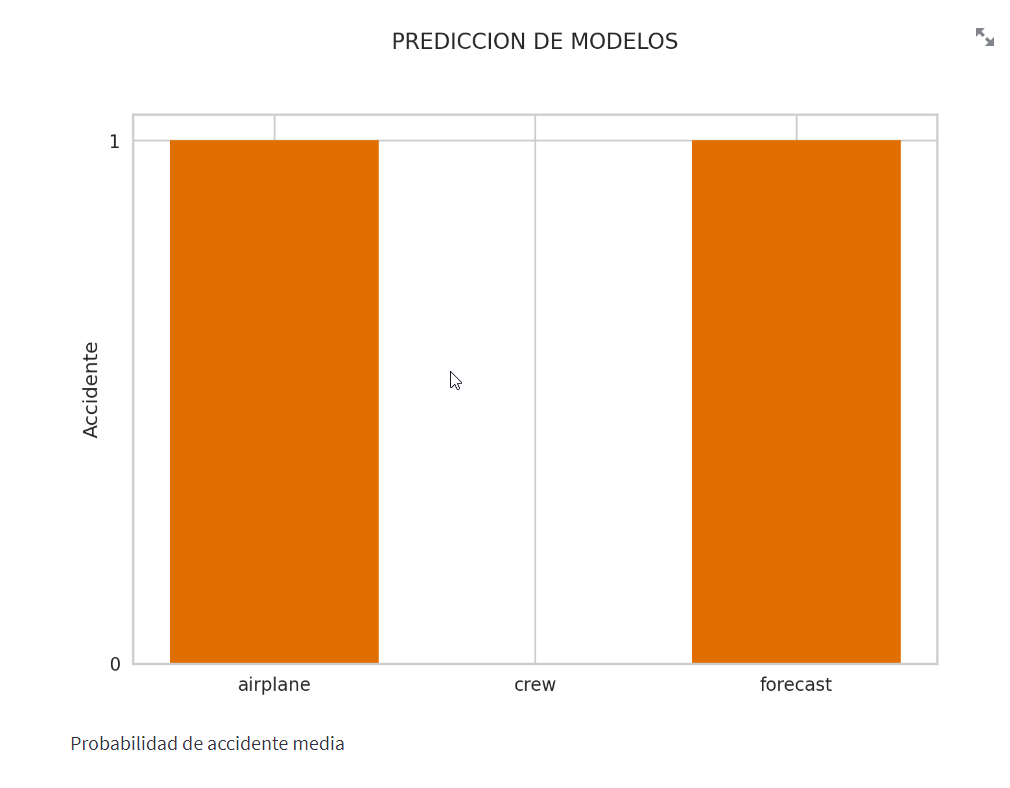 PREDICCION DE MODELOS
1
Accidente
0
airplane crew forecast
Probabilidad de accidente media